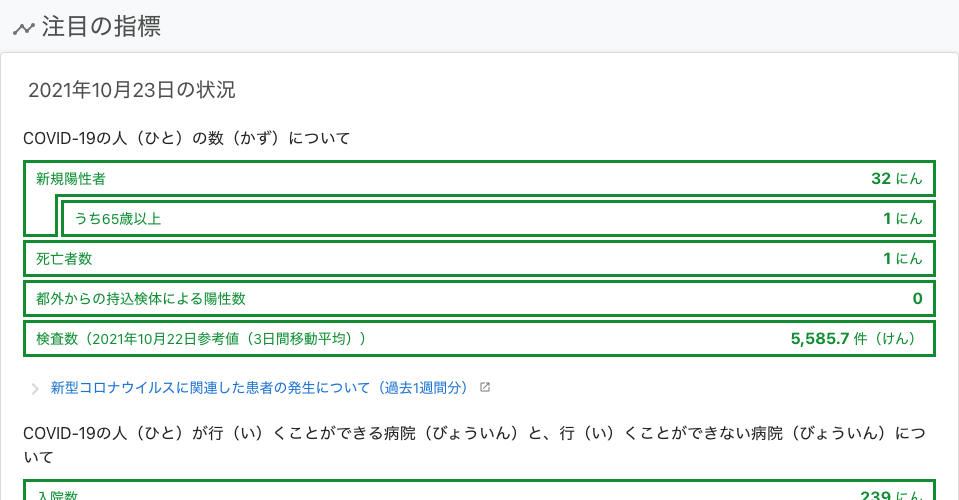 注目の指標
2021年10月23日の状況
COVID-19の人（ひと）の数（かず）について
新規陽性者 32 にん
うち65歳以上 1 にん
死亡者数 1 にん
都外からの持込検体による陽性数 0
検査数（2021年10月22日参考値（3日間移動平均）） 5,585.7 件（けん）
新型コロナウイルスに関連した患者の発生について（過去1週間分）
COVID-19の人（ひと）が行（い）くことができる病院（びょういん）と、行（い）くことができない病院（びょういん）につ
いて
入院数 239 にん